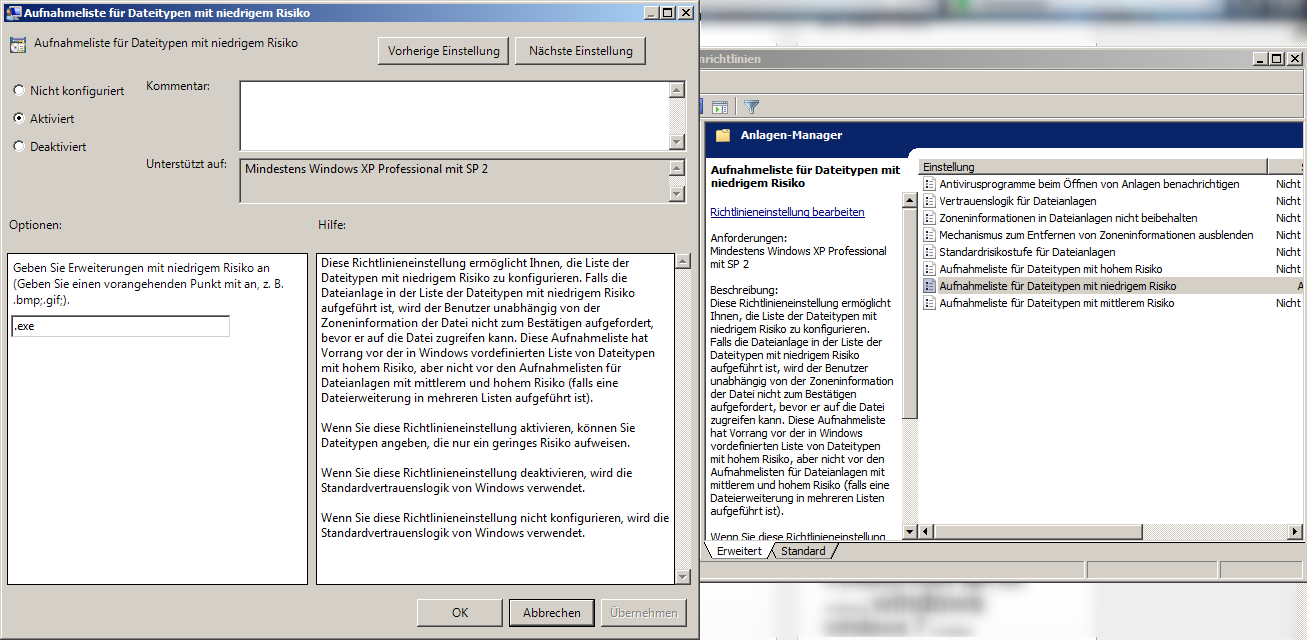 Aufnahmeliste für Dateitypen mit niedrigem Risiko
Aufnahmeliste für Dateitypen mit niedrigem Risiko
Vorherige Einstellung
Nächste Einstellung
Nicht konfiguriert
Aktiviert
Deaktiviert
Kommentar:
Unterstützt auf:
Mindestens Windows XP Professional mit SP 2
Optionen:
Hilfe:
Geben Sie Erweiterungen mit niedrigem Risiko an
(Geben Sie einen vorangehenden Punkt mit an, z. B.
.bmp;.gif;).
.exe
Diese Richtlinieneinstellung ermöglicht Ihnen, die Liste der
Dateitypen mit niedrigem Risiko zu konfigurieren. Falls die
Dateianlage in der Liste der Dateitypen mit niedrigem Risiko
aufgeführt ist, wird der Benutzer unabhängig von der
Zoneninformation der Datei nicht zum Bestätigen aufgefordert,
bevor er auf die Datei zugreifen kann. Diese Aufnahmeliste hat
Vorrang vor der in Windows vordefinierten Liste von Dateitypen
mit hohem Risiko, aber nicht vor den Aufnahmelisten für
Dateianlagen mit mittlerem und hohem Risiko (falls eine
Dateierweiterung in mehreren Listen aufgeführt ist).
Wenn Sie diese Richtlinieneinstellung aktivieren, können Sie
Dateitypen angeben, die nur ein geringes Risiko aufweisen.
Wenn Sie diese Richtlinieneinstellung deaktivieren, wird die
Standardvertrauenslogik von Windows verwendet.
Wenn Sie diese Richtlinieneinstellung nicht konfigurieren, wird die
Standardvertrauenslogik von Windows verwendet.
OK
Abbrechen
Übernehmen
nrichtlinien
Anlagen-Manager
Aufnahmeliste für Dateitypen mit
niedrigem Risiko
Richtlinieneinstellung bearbeiten
Anforderungen:
Mindestens Windows XP Professional
mit SP 2
Beschreibung:
Diese Richtlinieneinstellung ermöglicht
Ihnen, die Liste der Dateitypen mit
niedrigem Risiko zu konfigurieren.
Falls die Dateianlage in der Liste der
Dateitypen mit niedrigem Risiko
aufgeführt ist, wird der Benutzer
unabhängig von der Zoneninformation
der Datei nicht zum Bestätigen
aufgefordert, bevor er auf die Datei
zugreifen kann. Diese Aufnahmeliste
hat Vorrang vor der in Windows
vordefinierten Liste von Dateitypen
mit hohem Risiko, aber nicht vor den
Aufnahmelisten für Dateianlagen mit
mittlerem und hohem Risiko (falls eine
Dateierweiterung in mehreren Listen
aufgeführt ist).
Wenn Sie diese Richtlinieneinstellung
Einstellung
Antivirusprogramme beim Öffnen von Anlagen benachrichtigen Nicht
Vertrauenslogik für Dateianlagen Nicht
Zoneninformationen in Dateianlagen nicht beibehalten Nicht
Mechanismus zum Entfernen von Zoneninformationen ausblenden Nicht
Standardrisikostufe für Dateianlagen Nicht
Aufnahmeliste für Dateitypen mit hohem Risiko Nicht
Aufnahmeliste für Dateitypen mit niedrigem Risiko A
Aufnahmeliste für Dateitypen mit mittlerem Risiko Nicht
Erweitert
Standard
windows